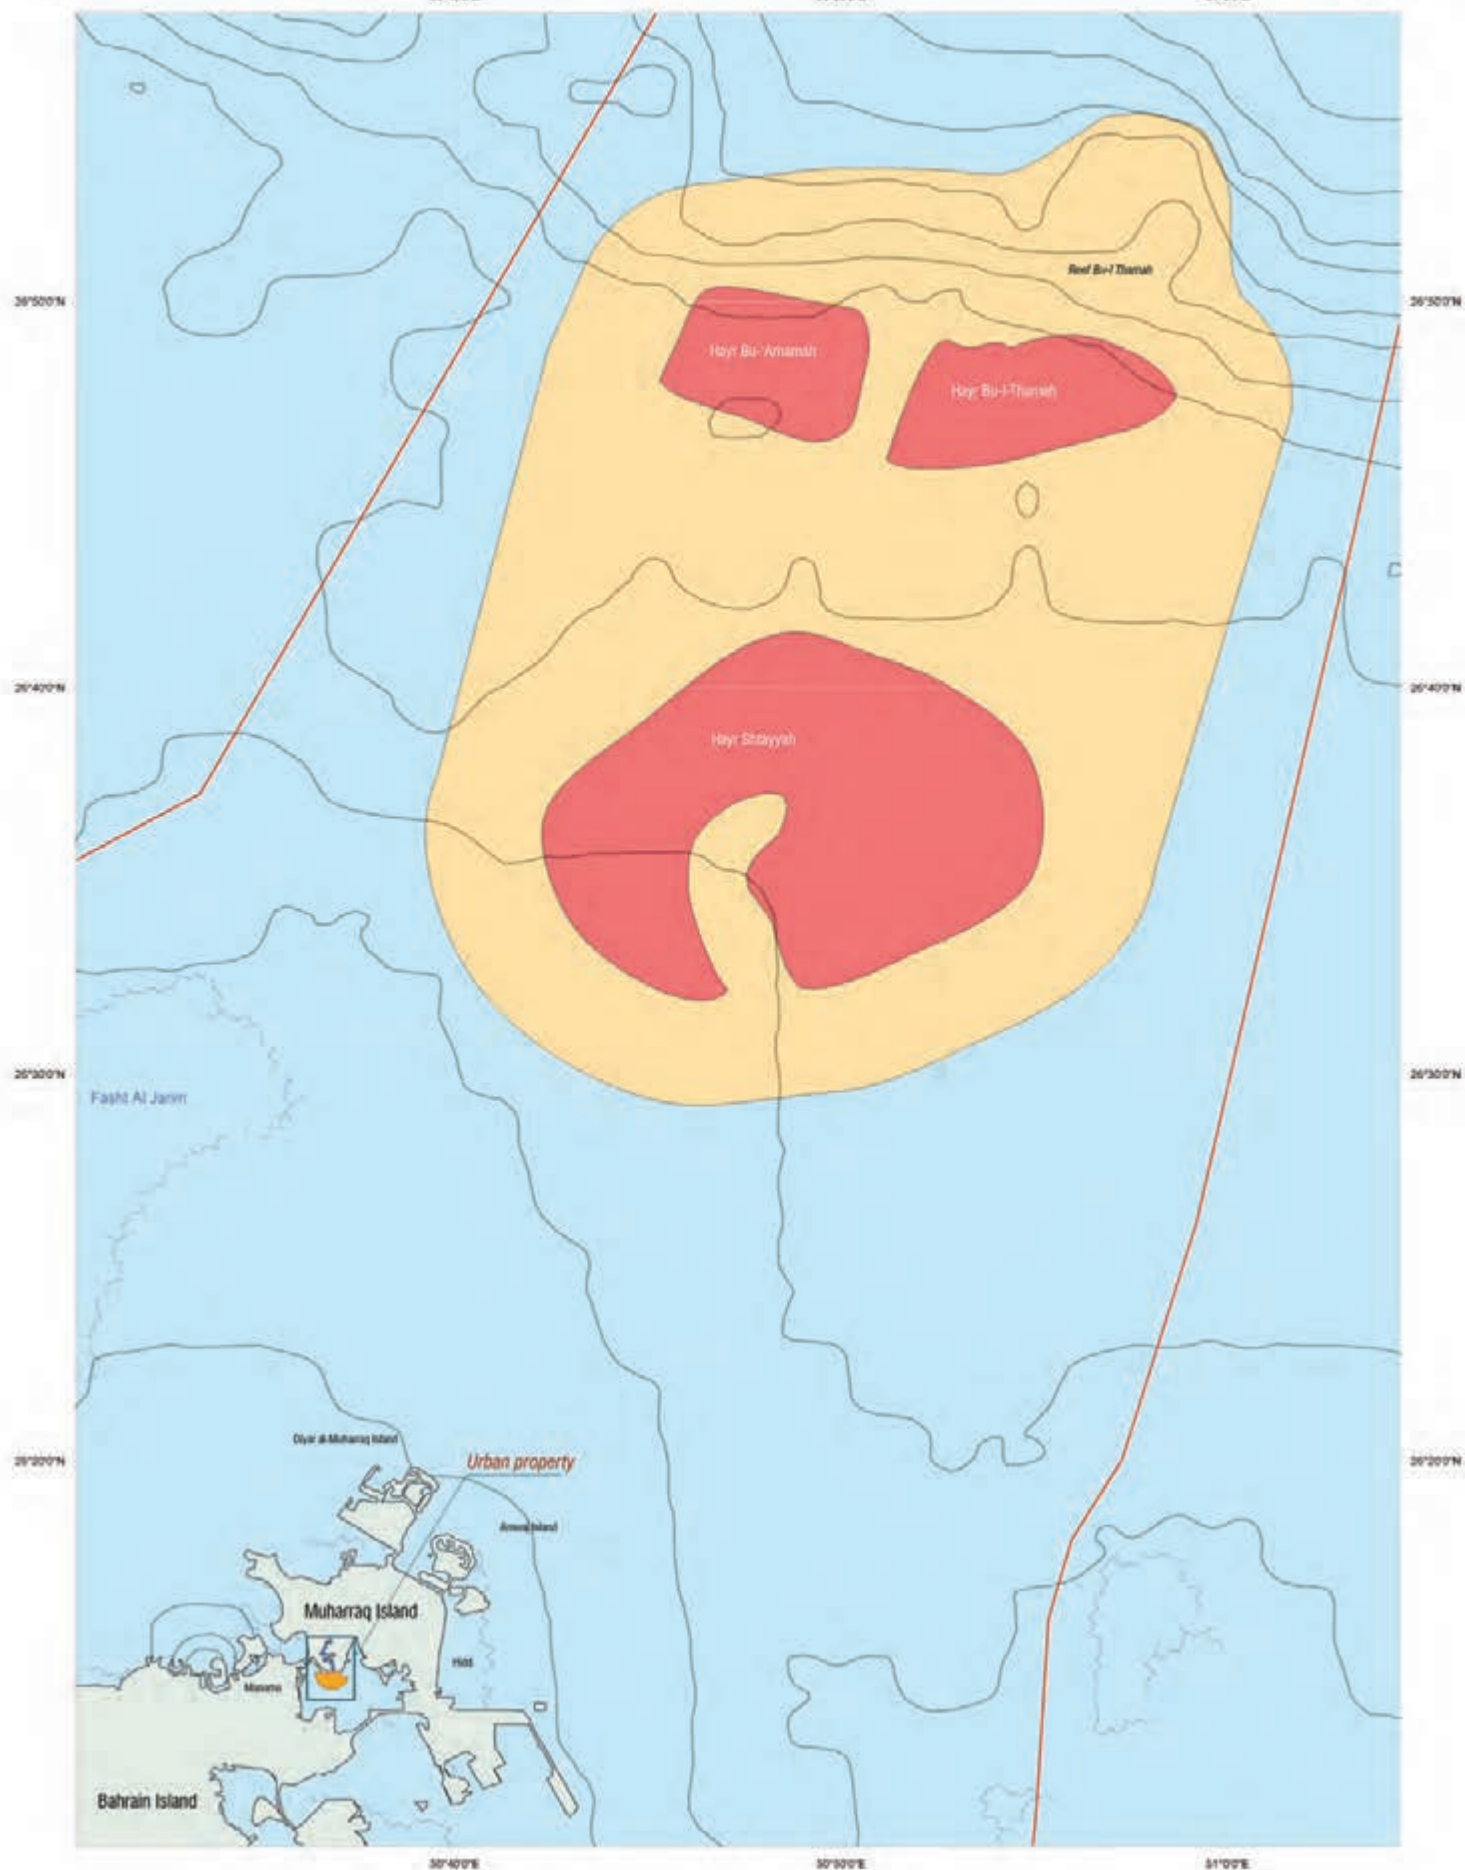 Reef Bu-l Thamah
26°50'0"N
26°50'0"N
Hayr Bu-'Amamah
Hayr Bu-l-Thamah
26°40'0"N
26°40'0"N
Hayr Shtayyah
26°30'0"N
26°30'0"N
Fasht Al Jarim
Diyar al-Muharraq Island
Urban property
26°20'0"N
26°20'0"N
Amwaj Island
Muharraq Island
Hidd
Manama
Bahrain Island
50°40'0"E
50°50'0"E
51°0'0"E